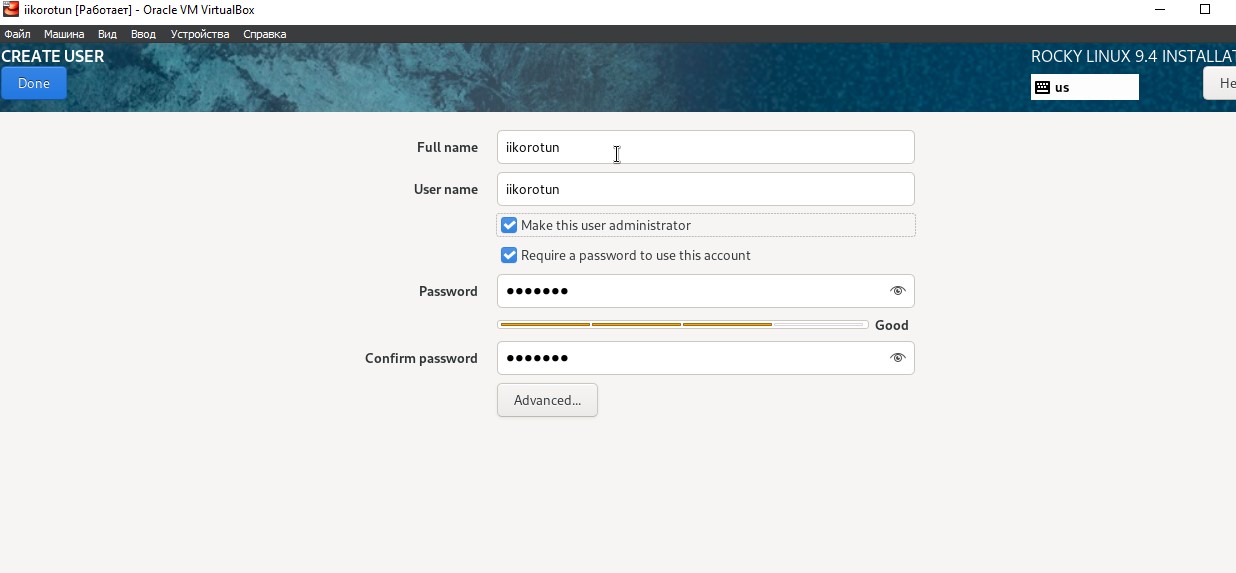 iikorotun [Работает] - Oracle VM VirtualBox
Файл Машина Вид Ввод Устройства Справка
CREATE USER
ROCKY LINUX 9.4 INSTALLAT
Done
us
He
Full name
iikorotun
User name
iikorotun
Make this user administrator
Require a password to use this account
Password
●●●●●●●
Good
Confirm password
●●●●●●●
Advanced...